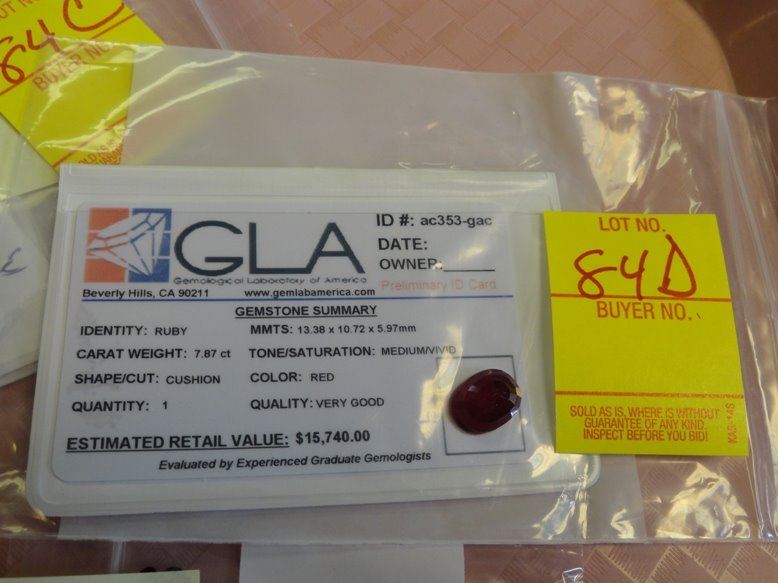 84C
BUYER NO.
GLA
Gemological Laboratory of America
Beverly Hills, CA 90211 www.gemlabamerica.com
ID #: ac353-gac
DATE:
OWNER:
Preliminary ID Card
GEMSTONE SUMMARY
IDENTITY: RUBY MMTS: 13.38 x 10.72 x 5.97mm
CARAT WEIGHT: 7.87 ct TONE/SATURATION: MEDIUM/VIVID
SHAPE/CUT: CUSHION COLOR: RED
QUANTITY: 1 QUALITY: VERY GOOD
ESTIMATED RETAIL VALUE: $15,740.00
Evaluated by Experienced Graduate Gemologists
LOT NO.
84D
BUYER NO.
SOLD AS IS, WHERE IS WITHOUT
GUARANTEE OF ANY KIND.
INSPECT BEFORE YOU BID!